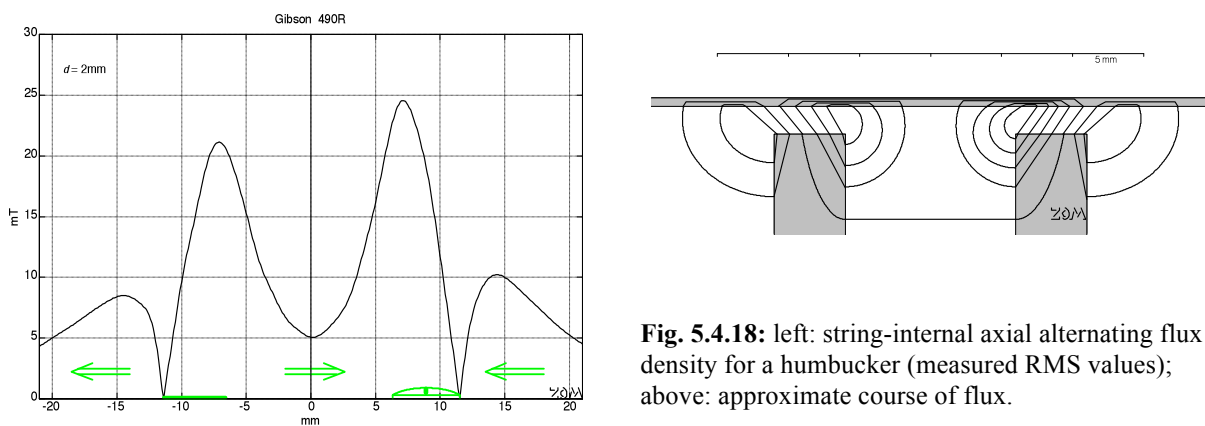 Gibson 490R
30
d = 2mm
25
20
15
mT
10
5
0
-20 -15 -10 -5 0 5 10 15 20
mm
5 mm
Fig. 5.4.18: left: string-internal axial alternating flux
density for a humbucker (measured RMS values);
above: approximate course of flux.